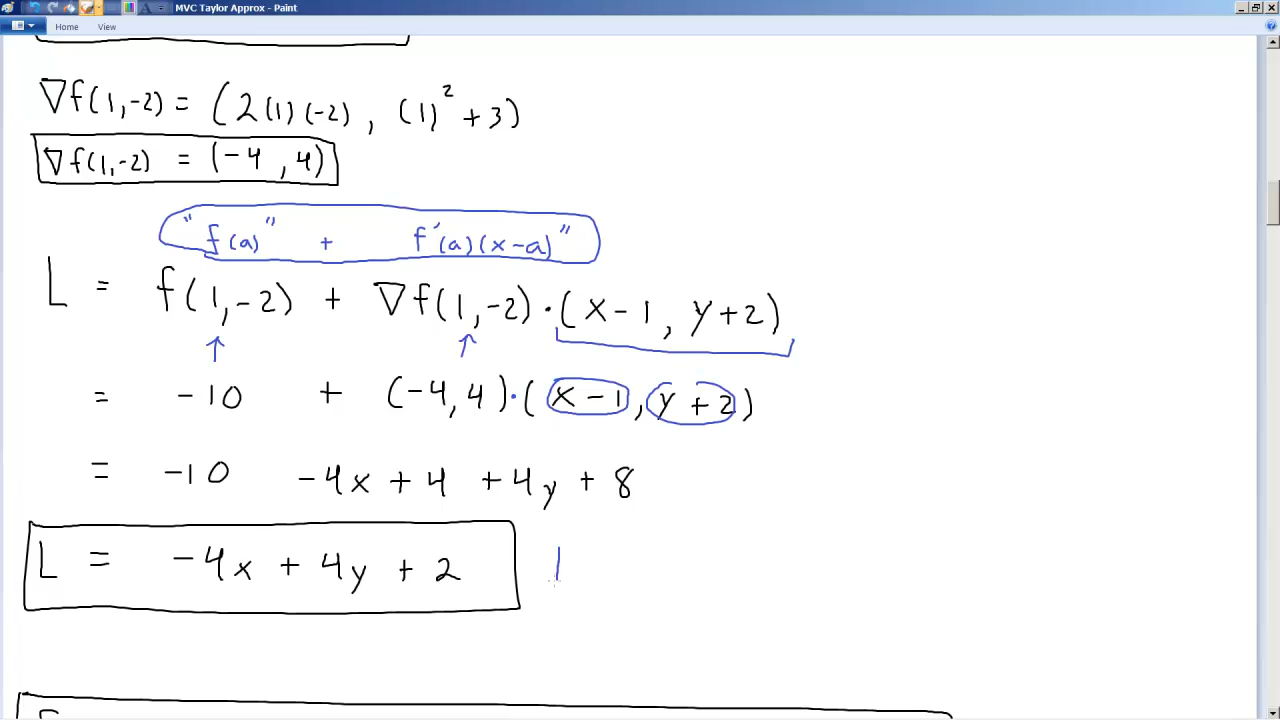 MVC Taylor Approx - Paint
Home View
∇f(1,-2) = (2(1)(-2), (1)² + 3)
∇f(1,-2) = (-4, 4)
"f(a)" + f'(a)(x-a)"
L = f(1,-2) + ∇f(1,-2)·(x-1, y+2)
= -10 + (-4,4)·(x-1, y+2)
= -10 -4x + 4 + 4y + 8
L = -4x + 4y + 2